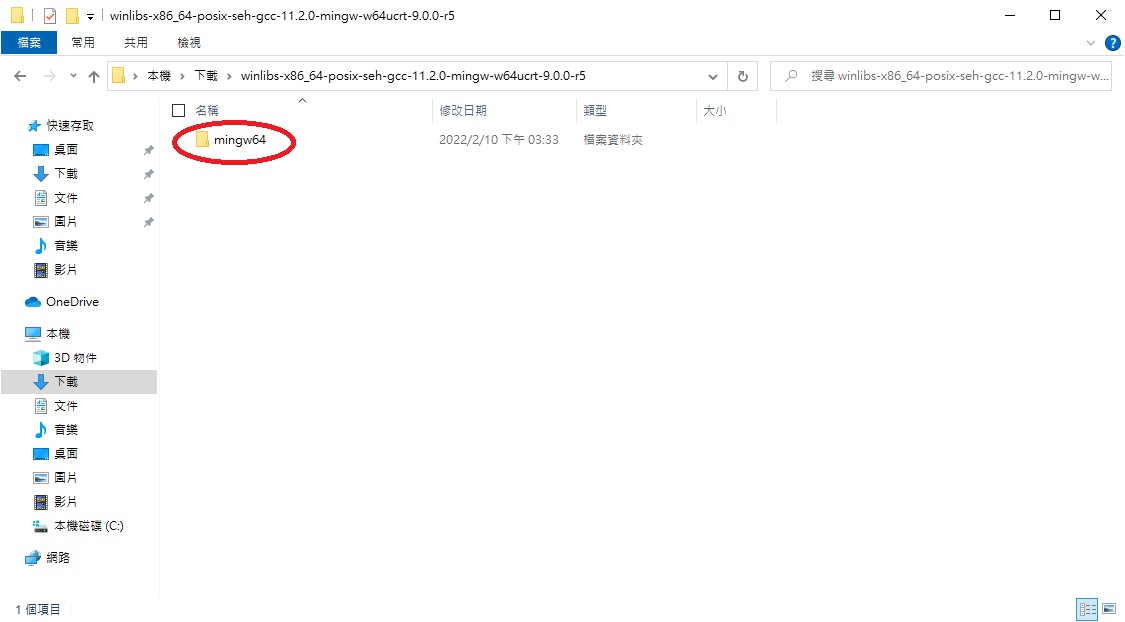 winlibs-x86_64-posix-seh-gcc-11.2.0-mingw-w64ucrt-9.0.0-r5
檔案 常用 共用 檢視
本機 › 下載 › winlibs-x86_64-posix-seh-gcc-11.2.0-mingw-w64ucrt-9.0.0-r5
搜尋 winlibs-x86_64-posix-seh-gcc-11.2.0-mingw-w...
名稱 修改日期 類型 大小
mingw64 2022/2/10 下午 03:33 檔案資料夾
快速存取
桌面
下載
文件
圖片
音樂
影片
OneDrive
本機
3D 物件
下載
文件
音樂
桌面
圖片
影片
本機磁碟 (C:)
網路
1 個項目